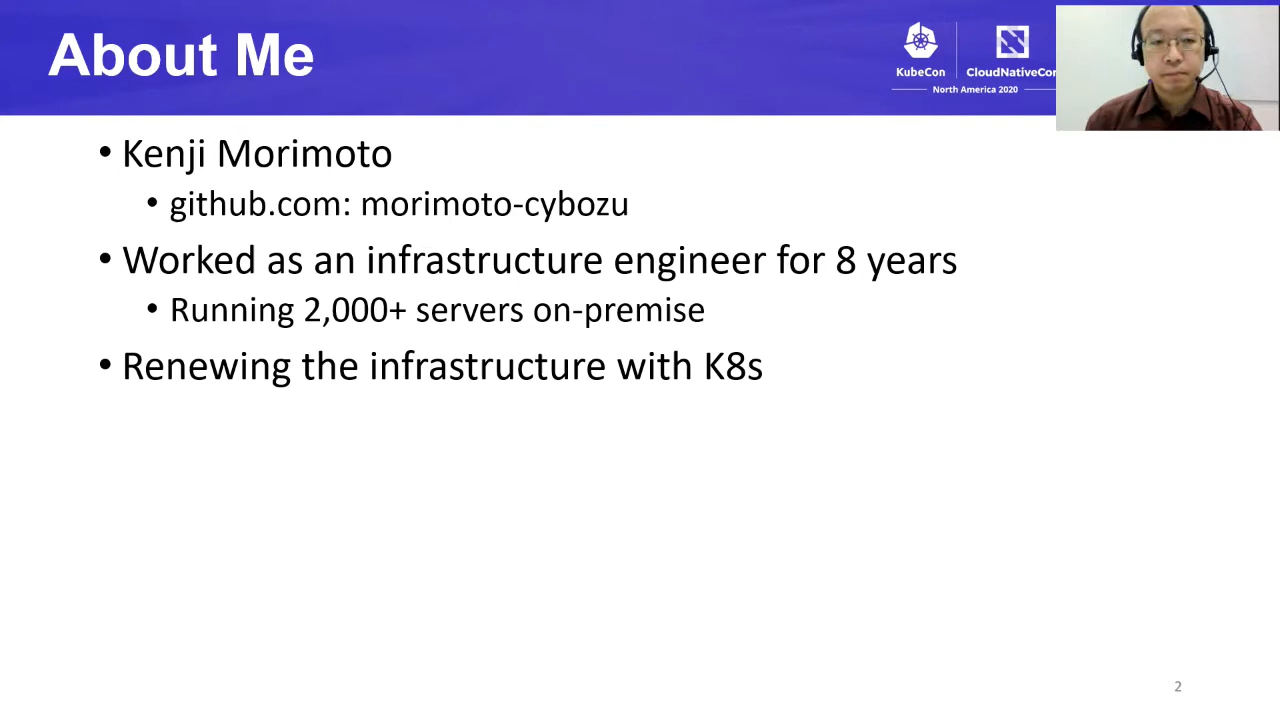 About Me
KubeCon
CloudNativeCon
North America 2020
• Kenji Morimoto
• github.com: morimoto-cybozu
• Worked as an infrastructure engineer for 8 years
• Running 2,000+ servers on-premise
• Renewing the infrastructure with K8s
2